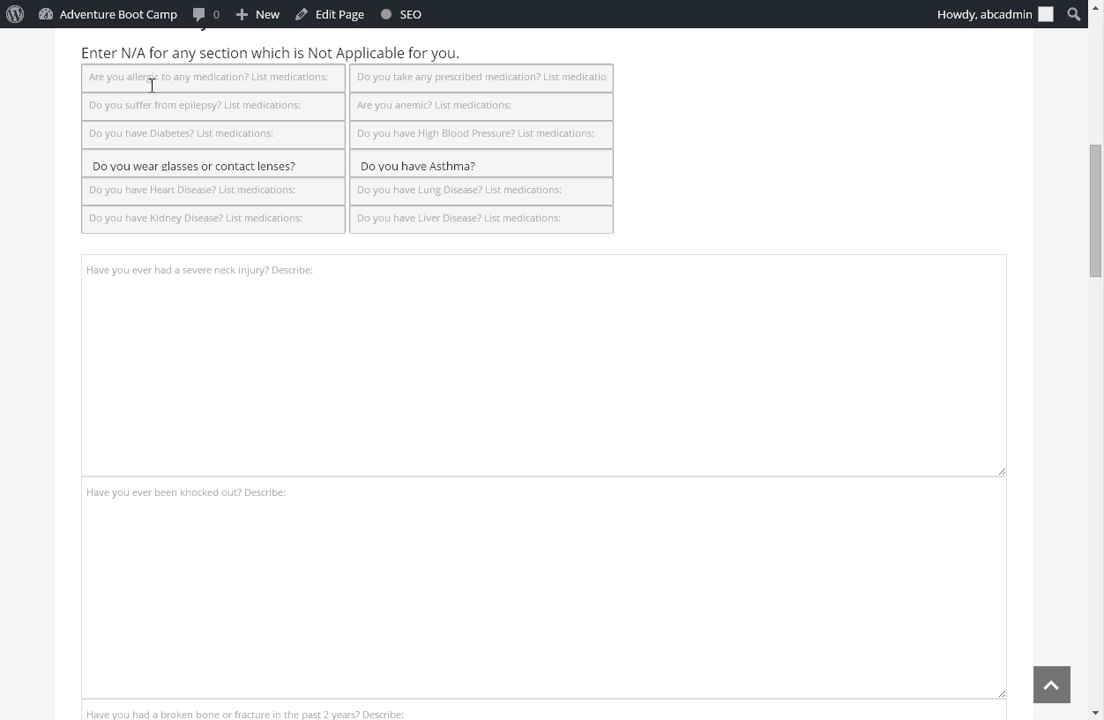 Adventure Boot Camp 0 New Edit Page SEO Howdy, abcadmin
Enter N/A for any section which is Not Applicable for you.
Are you allergic to any medication? List medications: Do you take any prescribed medication? List medicatio
Do you suffer from epilepsy? List medications: Are you anemic? List medications:
Do you have Diabetes? List medications: Do you have High Blood Pressure? List medications:
Do you wear glasses or contact lenses? Do you have Asthma?
Do you have Heart Disease? List medications: Do you have Lung Disease? List medications:
Do you have Kidney Disease? List medications: Do you have Liver Disease? List medications:
Have you ever had a severe neck injury? Describe:
Have you ever been knocked out? Describe:
Have you had a broken bone or fracture in the past 2 years? Describe: